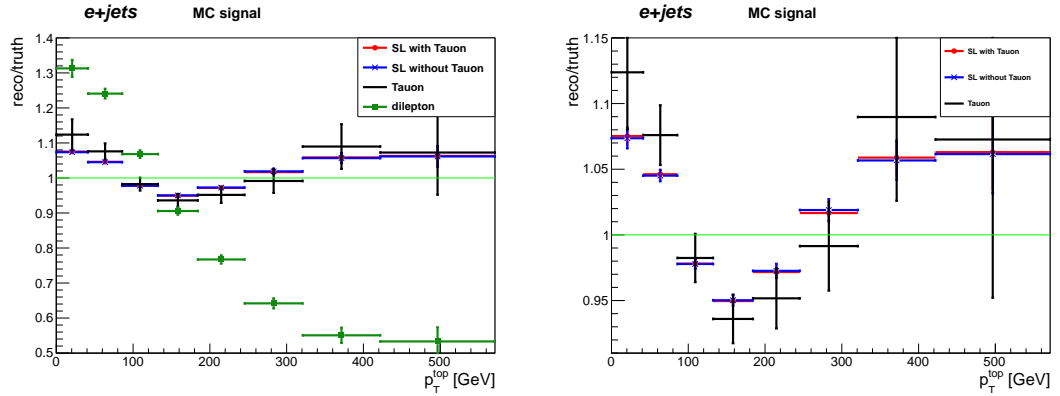 e+jets MC signal
reco/truth
1.4
1.3
1.2
1.1
1
0.9
0.8
0.7
0.6
0.5
SL with Tauon
SL without Tauon
Tauon
dilepton
0 100 200 300 400 500
p_T^top [GeV]
e+jets MC signal
reco/truth
1.15
1.1
1.05
1
0.95
SL with Tauon
SL without Tauon
Tauon
0 100 200 300 400 500
p_T^top [GeV]